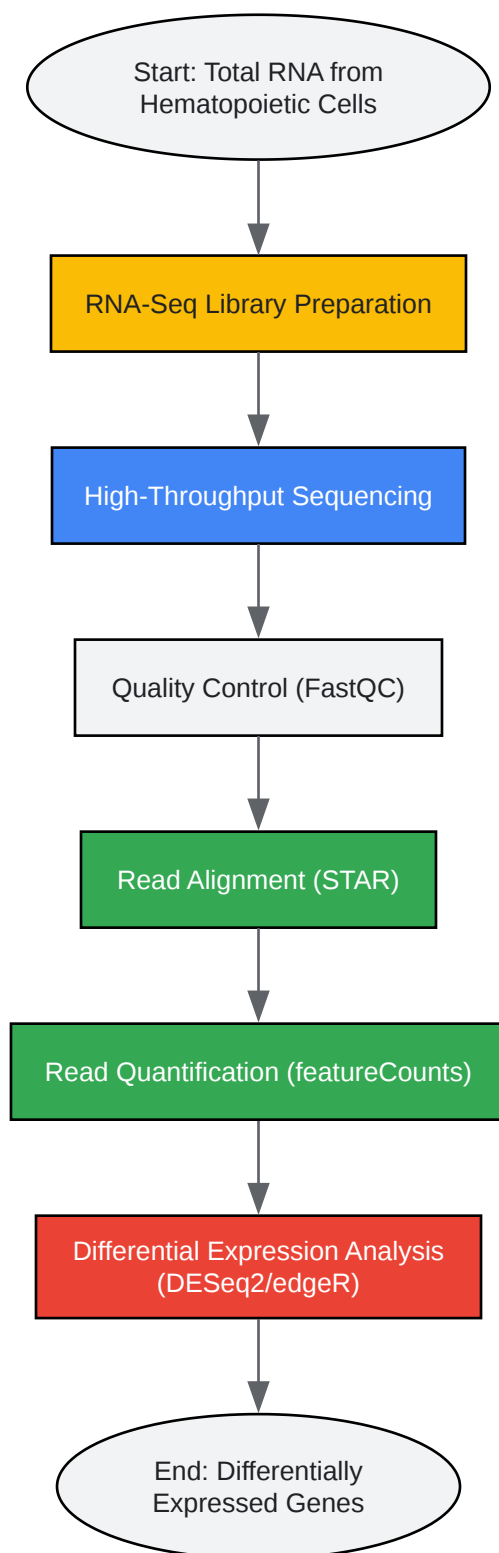 Start: Total RNA from
Hematopoietic Cells
RNA-Seq Library Preparation
High-Throughput Sequencing
Quality Control (FastQC)
Read Alignment (STAR)
Read Quantification (featureCounts)
Differential Expression Analysis
(DESeq2/edgeR)
End: Differentially
Expressed Genes